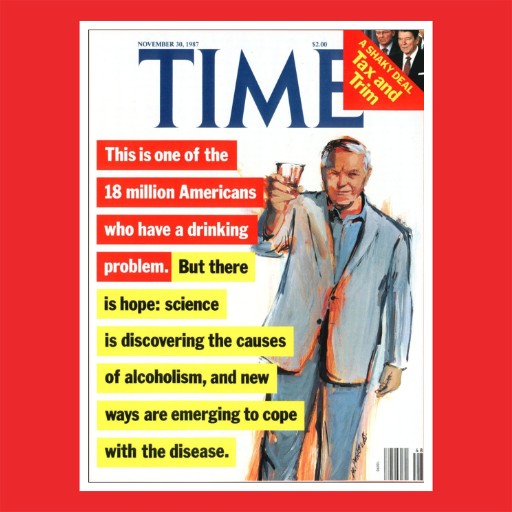 NOVEMBER 30, 1987 $2.00
TIME
A SHAKY DEAL
Tax and
Trim
This is one of the
18 million Americans
who have a drinking
problem. But there
is hope: science
is discovering the causes
of alcoholism, and new
ways are emerging to cope
with the disease.
48